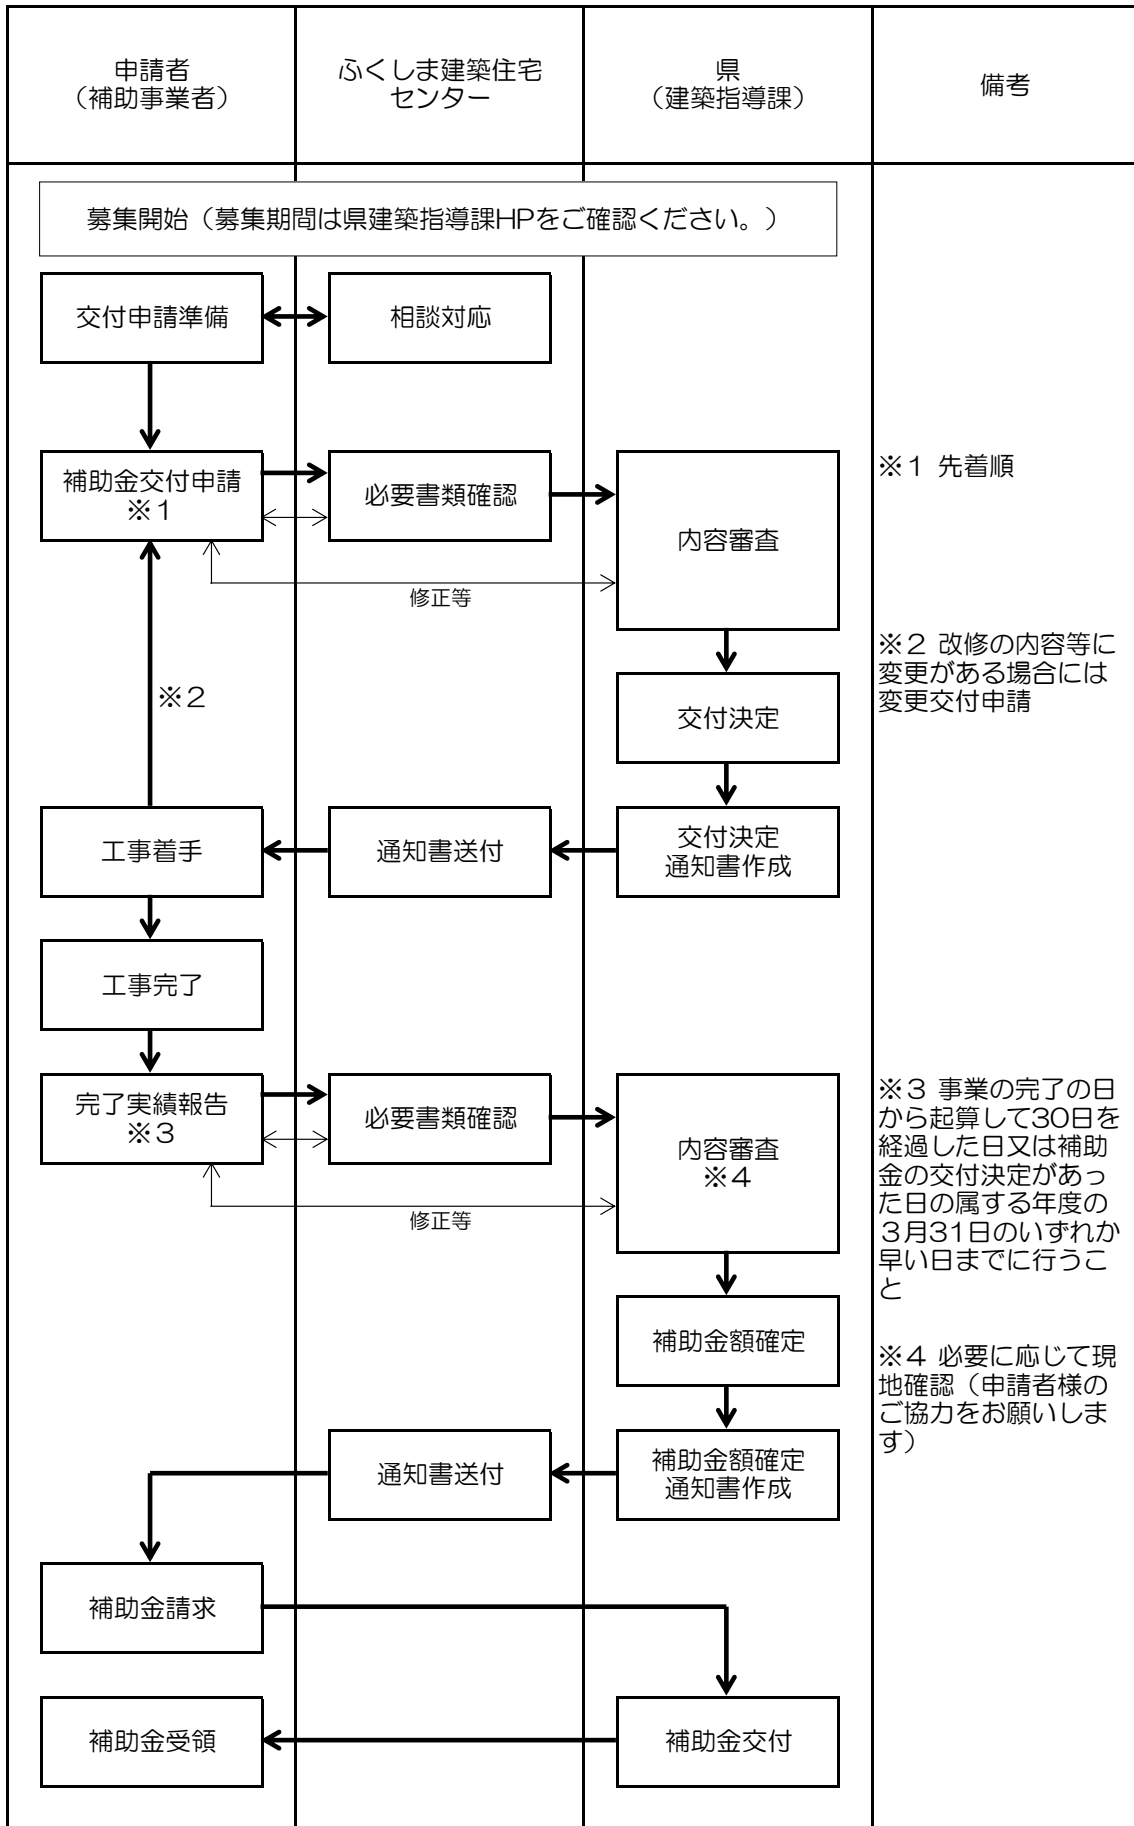 申請者
（補助事業者）
ふくしま建築住宅
センター
県
（建築指導課）
備考
募集開始（募集期間は県建築指導課HPをご確認ください。）
交付申請準備
相談対応
補助金交付申請
※１
必要書類確認
内容審査
※１ 先着順
修正等
※２ 改修の内容等に
変更がある場合には
変更交付申請
※２
交付決定
工事着手
通知書送付
交付決定
通知書作成
工事完了
完了実績報告
※３
必要書類確認
内容審査
※４
※３ 事業の完了の日
から起算して30日を
経過した日又は補助
金の交付決定があっ
た日の属する年度の
３月31日のいずれか
早い日までに行うこ
と
修正等
補助金額確定
※４ 必要に応じて現
地確認（申請者様の
ご協力をお願いしま
す）
通知書送付
補助金額確定
通知書作成
補助金請求
補助金受領
補助金交付